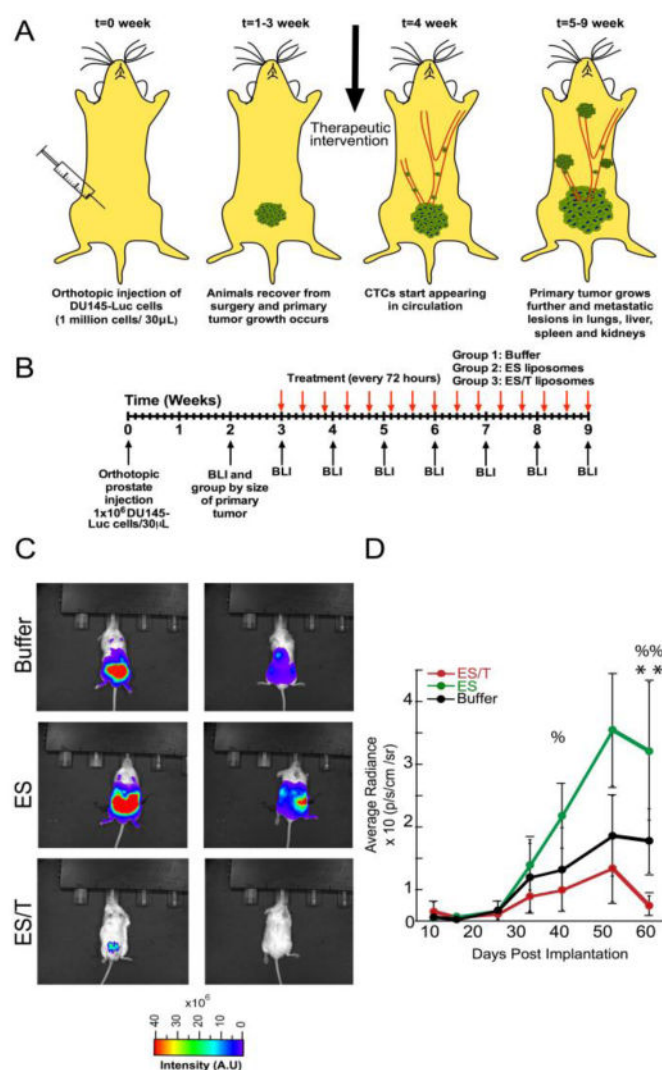 A
t=0 week
t=1-3 week
t=4 week
t=5-9 week
Therapeutic
intervention
Orthotopic injection of
DU145-Luc cells
(1 million cells/ 30µL)
Animals recover from
surgery and primary
tumor growth occurs
CTCs start appearing
in circulation
Primary tumor grows
further and metastatic
lesions in lungs, liver,
spleen and kidneys
B
Time (Weeks)
Treatment (every 72 hours)
Group 1: Buffer
Group 2: ES liposomes
Group 3: ES/T liposomes
0 1 2 3 4 5 6 7 8 9
Orthotopic
prostate
injection
1x10⁶ DU145-
Luc cells/30µL
BLI and
group by size
of primary
tumor
BLI BLI BLI BLI BLI BLI BLI
C
Buffer
ES
ES/T
x10⁶
40 30 20 10 0
Intensity (A.U)
D
ES/T
ES
Buffer
%
%%
* *
Average Radiance
x 10 (p/s/cm /sr)
4
2
1
0
10 20 30 40 50 60
Days Post Implantation